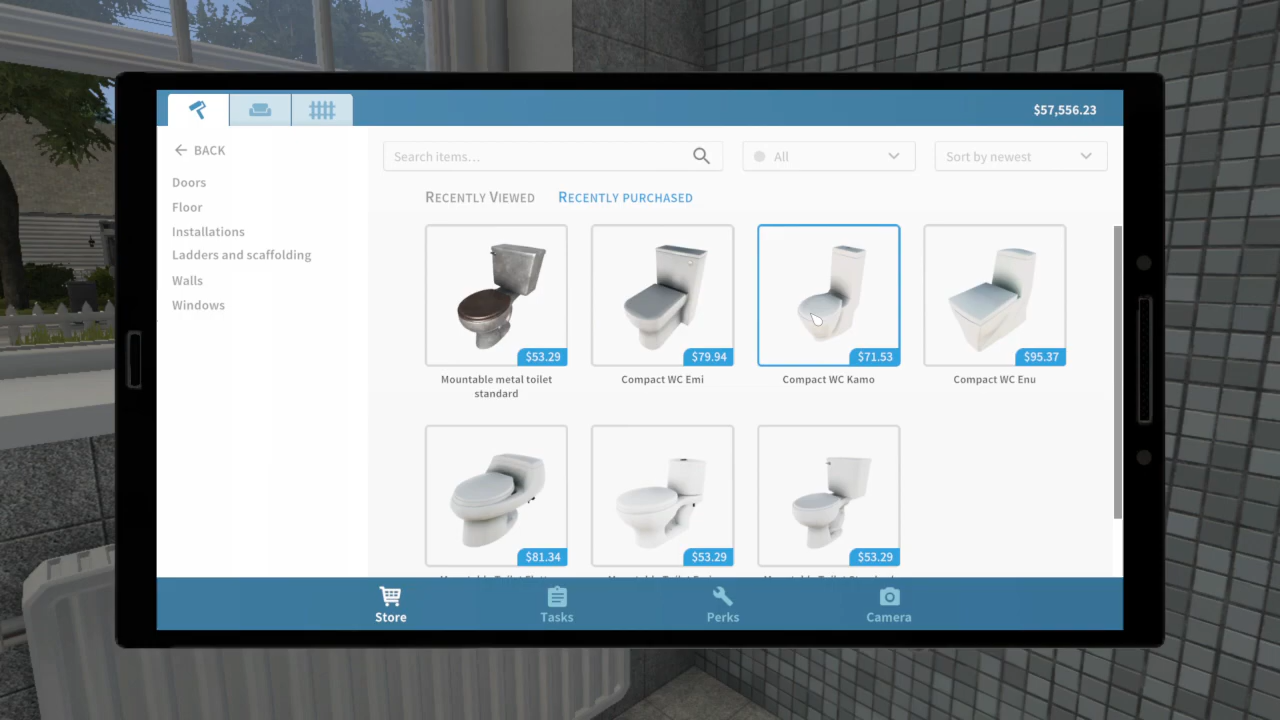 $57,556.23
BACK
Search items...
All
Sort by newest
Doors
Floor
Installations
Ladders and scaffolding
Walls
Windows
RECENTLY VIEWED
RECENTLY PURCHASED
$53.29
$79.94
$71.53
$95.37
Mountable metal toilet
standard
Compact WC Emi
Compact WC Kamo
Compact WC Enu
$81.34
$53.29
$53.29
Store
Tasks
Perks
Camera